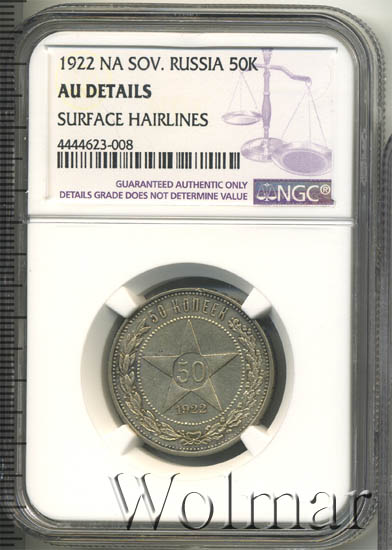 1922 NA SOV. RUSSIA 50K
AU DETAILS
SURFACE HAIRLINES
4444623-008
GUARANTEED AUTHENTIC ONLY
DETAILS GRADE DOES NOT DETERMINE VALUE
NGC®
50 КОПЕЕК
50
1922
Wolmar